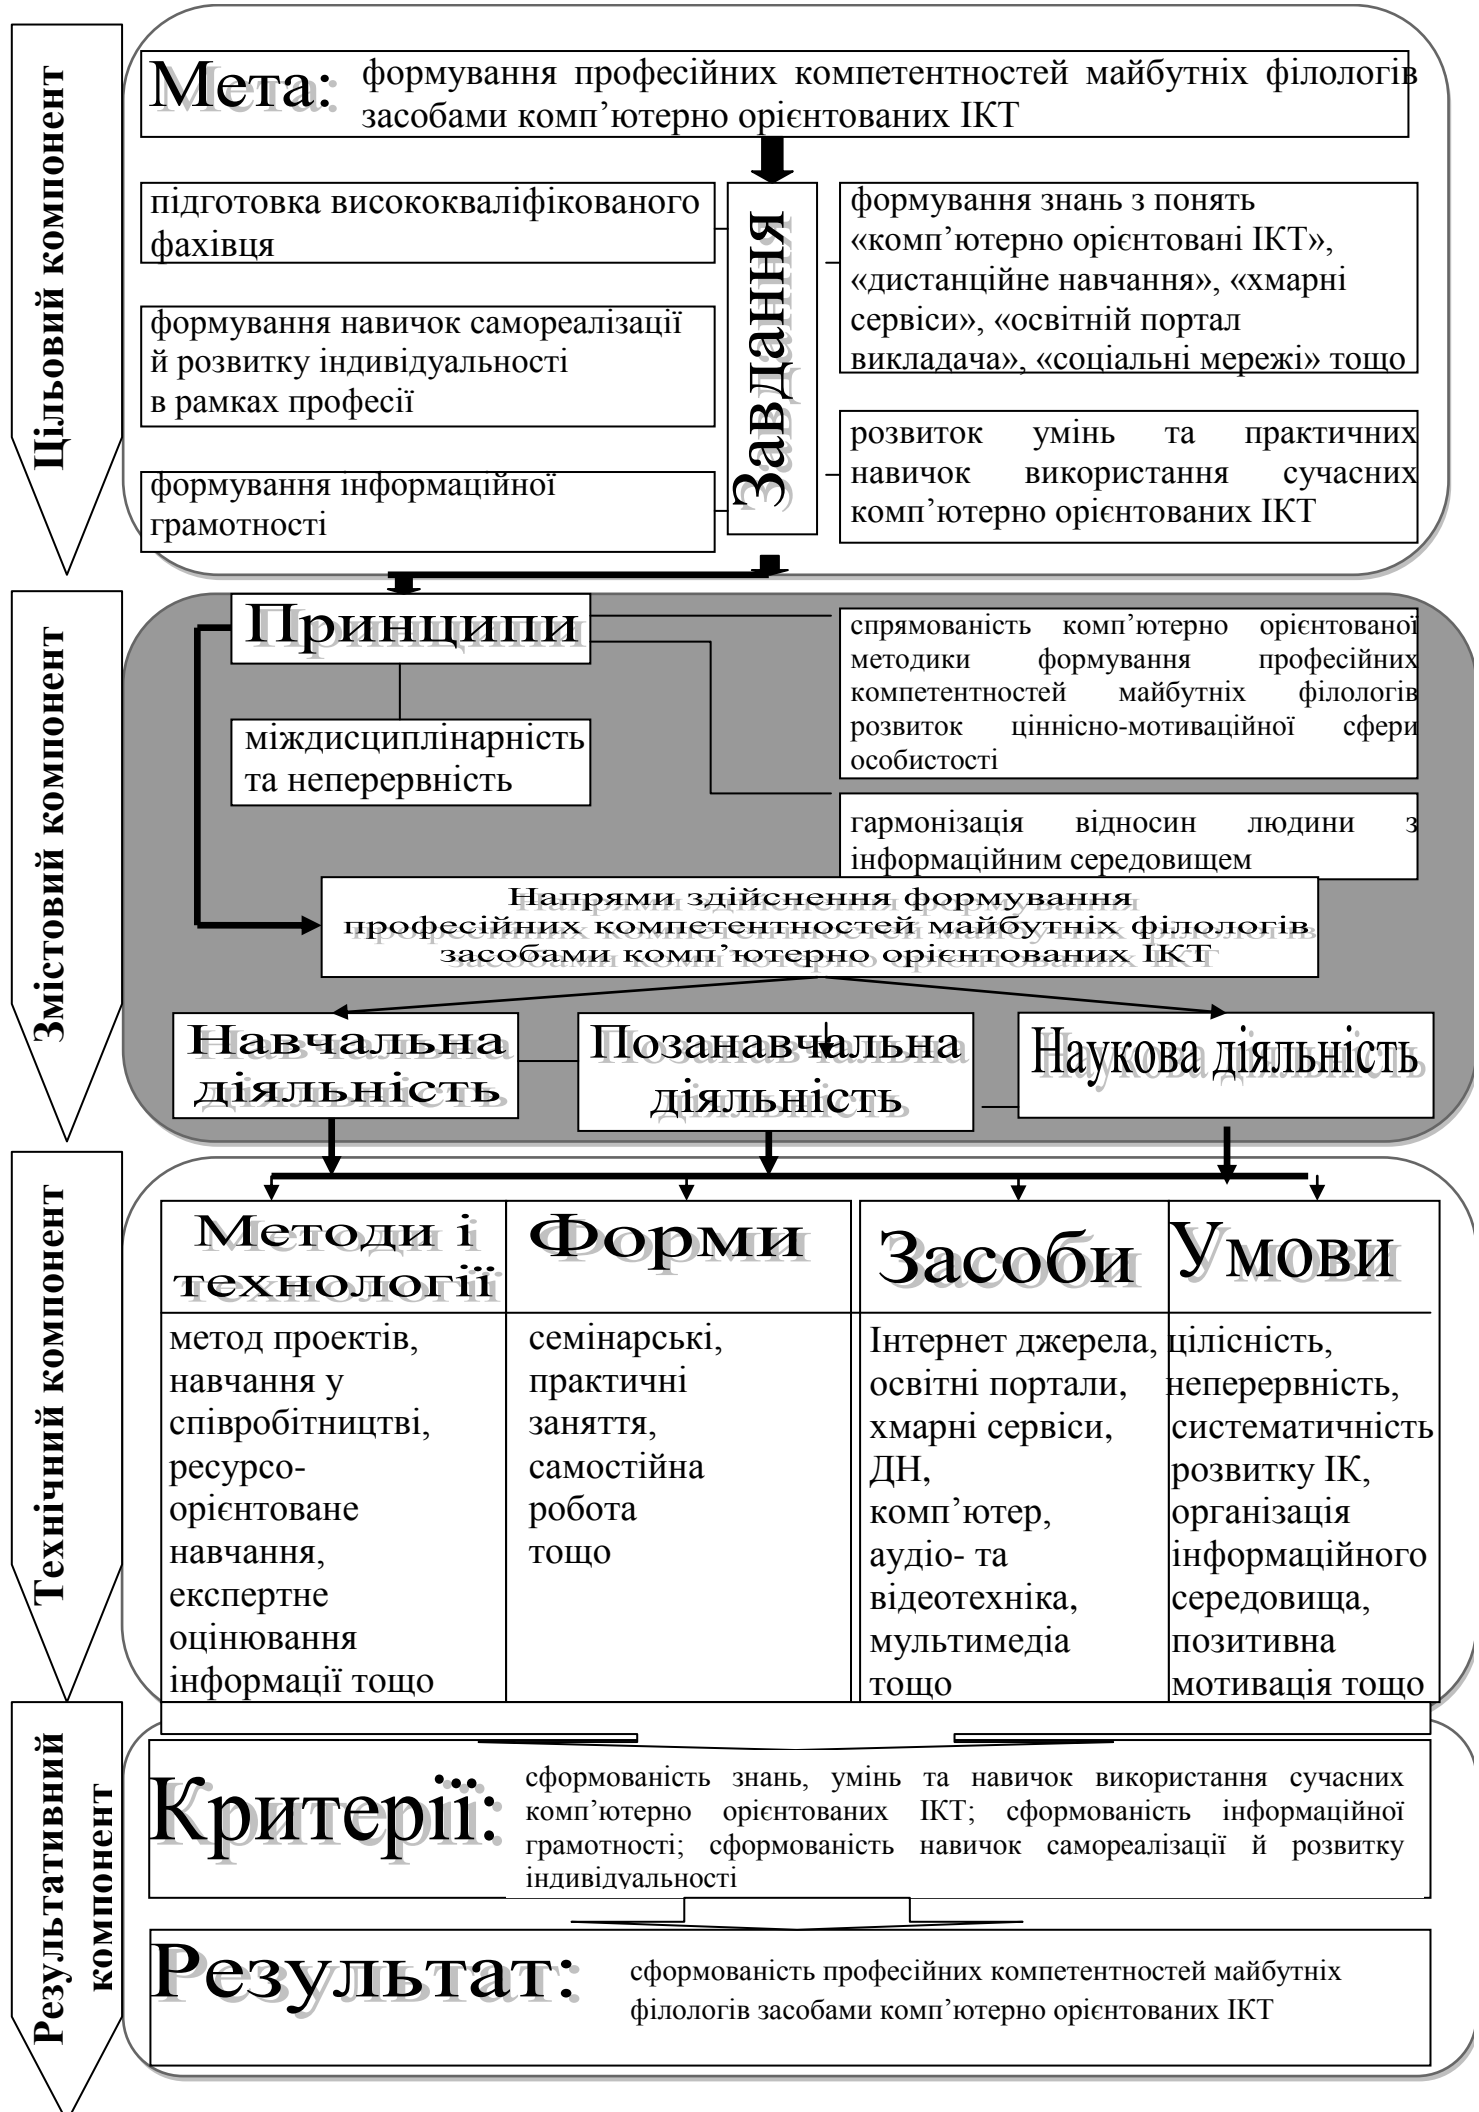 Цільовий компонент
Мета:
формування професійних компетентностей майбутніх філологів
засобами комп’ютерно орієнтованих ІКТ
Завдання
підготовка висококваліфікованого
фахівця
формування навичок самореалізації
й розвитку індивідуальності
в рамках професії
формування інформаційної
грамотності
формування знань з понять
«комп’ютерно орієнтовані ІКТ»,
«дистанційне навчання», «хмарні
сервіси», «освітній портал
викладача», «соціальні мережі» тощо
розвиток умінь та практичних
навичок використання сучасних
комп’ютерно орієнтованих ІКТ
Змістовий компонент
Принципи
міждисциплінарність
та неперервність
спрямованість комп’ютерно орієнтованої
методики формування професійних
компетентностей майбутніх філологів
розвиток ціннісно-мотиваційної сфери
особистості
гармонізація відносин людини з
інформаційним середовищем
Напрями здійснення формування
професійних компетентностей майбутніх філологів
засобами комп’ютерно орієнтованих ІКТ
Навчальна
діяльність
Позанавчальна
діяльність
Наукова діяльність
Технічний компонент
Методи і
технології
метод проектів,
навчання у
співробітництві,
ресурсо-
орієнтоване
навчання,
експертне
оцінювання
інформації тощо
Форми
семінарські,
практичні
заняття,
самостійна
робота
тощо
Засоби
Інтернет джерела,
освітні портали,
хмарні сервіси,
ДН,
комп’ютер,
аудіо- та
відеотехніка,
мультимедіа
тощо
Умови
цілісність,
неперервність,
систематичність
розвитку ІК,
організація
інформаційного
середовища,
позитивна
мотивація тощо
Результативний
компонент
Критерії:
сформованість знань, умінь та навичок використання сучасних
комп’ютерно орієнтованих ІКТ; сформованість інформаційної
грамотності; сформованість навичок самореалізації й розвитку
індивідуальності
Результат:
сформованість професійних компетентностей майбутніх
філологів засобами комп’ютерно орієнтованих ІКТ